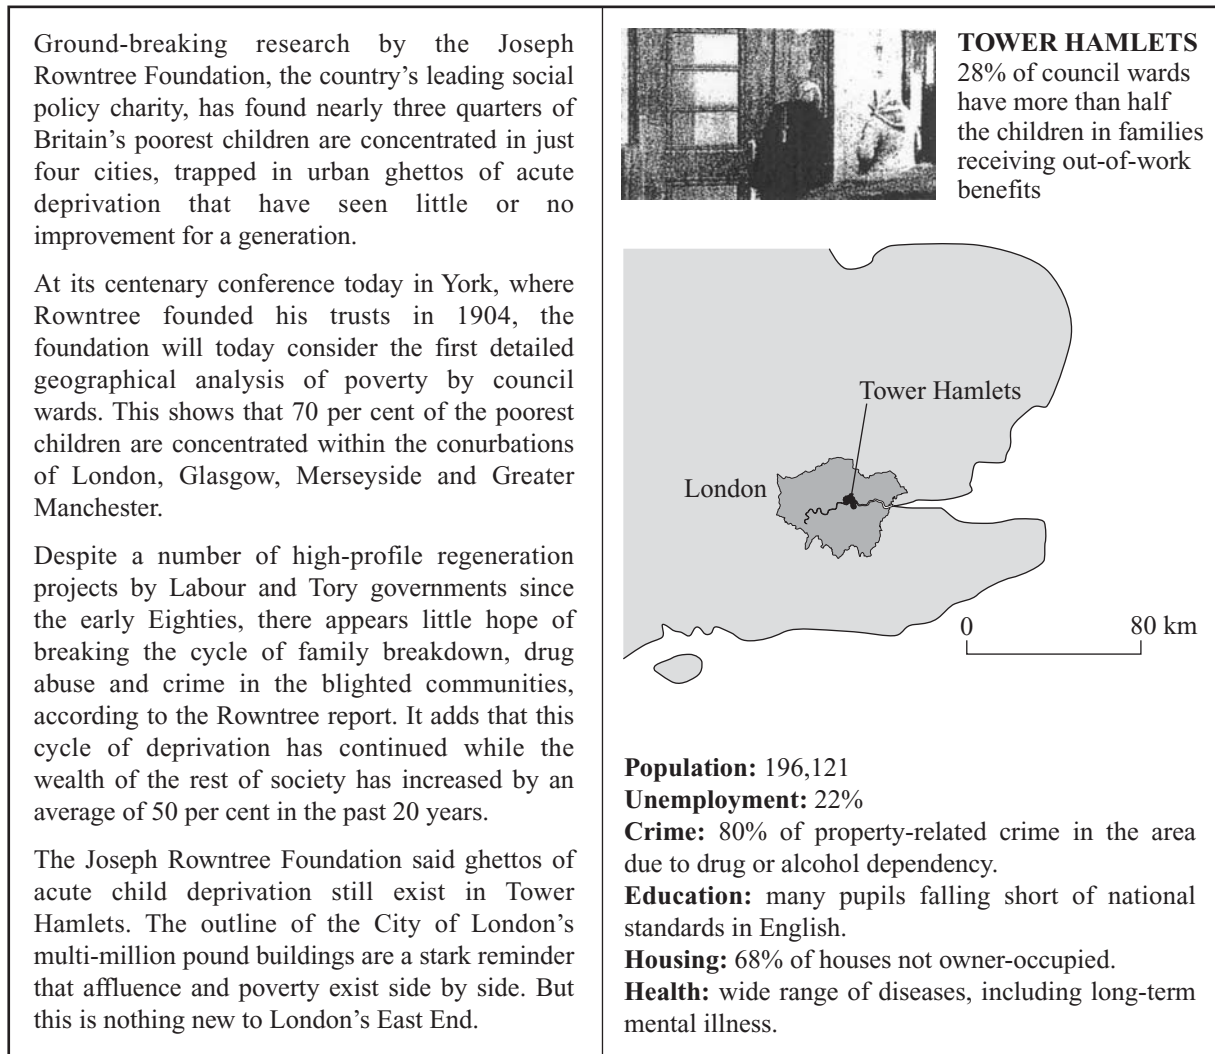 Ground-breaking research by the Joseph
Rowntree Foundation, the country’s leading social
policy charity, has found nearly three quarters of
Britain’s poorest children are concentrated in just
four cities, trapped in urban ghettos of acute
deprivation that have seen little or no
improvement for a generation.
At its centenary conference today in York, where
Rowntree founded his trusts in 1904, the
foundation will today consider the first detailed
geographical analysis of poverty by council
wards. This shows that 70 per cent of the poorest
children are concentrated within the conurbations
of London, Glasgow, Merseyside and Greater
Manchester.
Despite a number of high-profile regeneration
projects by Labour and Tory governments since
the early Eighties, there appears little hope of
breaking the cycle of family breakdown, drug
abuse and crime in the blighted communities,
according to the Rowntree report. It adds that this
cycle of deprivation has continued while the
wealth of the rest of society has increased by an
average of 50 per cent in the past 20 years.
The Joseph Rowntree Foundation said ghettos of
acute child deprivation still exist in Tower
Hamlets. The outline of the City of London’s
multi-million pound buildings are a stark reminder
that affluence and poverty exist side by side. But
this is nothing new to London’s East End.
TOWER HAMLETS
28% of council wards
have more than half
the children in families
receiving out-of-work
benefits
Tower Hamlets
London
0 80 km
Population: 196,121
Unemployment: 22%
Crime: 80% of property-related crime in the area
due to drug or alcohol dependency.
Education: many pupils falling short of national
standards in English.
Housing: 68% of houses not owner-occupied.
Health: wide range of diseases, including long-term
mental illness.